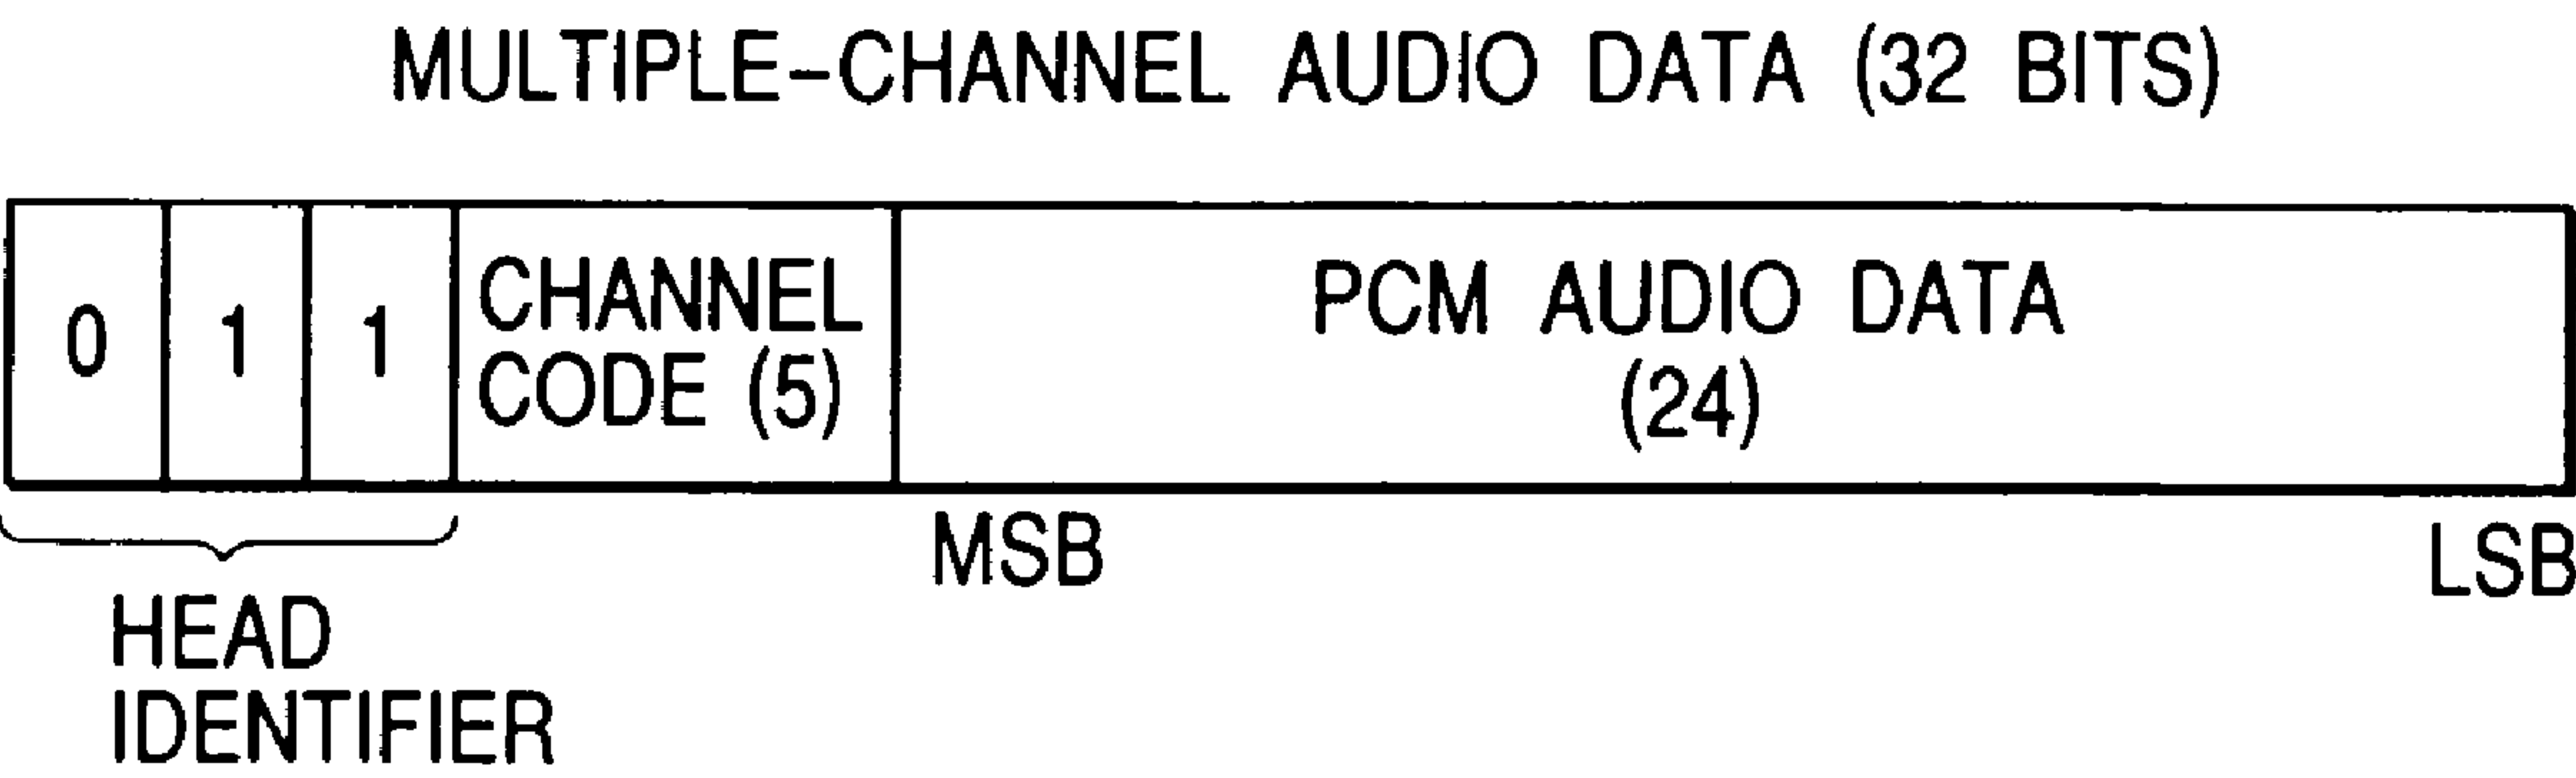 MULTIPLE-CHANNEL AUDIO DATA (32 BITS)
0 1 1
CHANNEL
CODE (5)
PCM AUDIO DATA
(24)
MSB
LSB
HEAD
IDENTIFIER